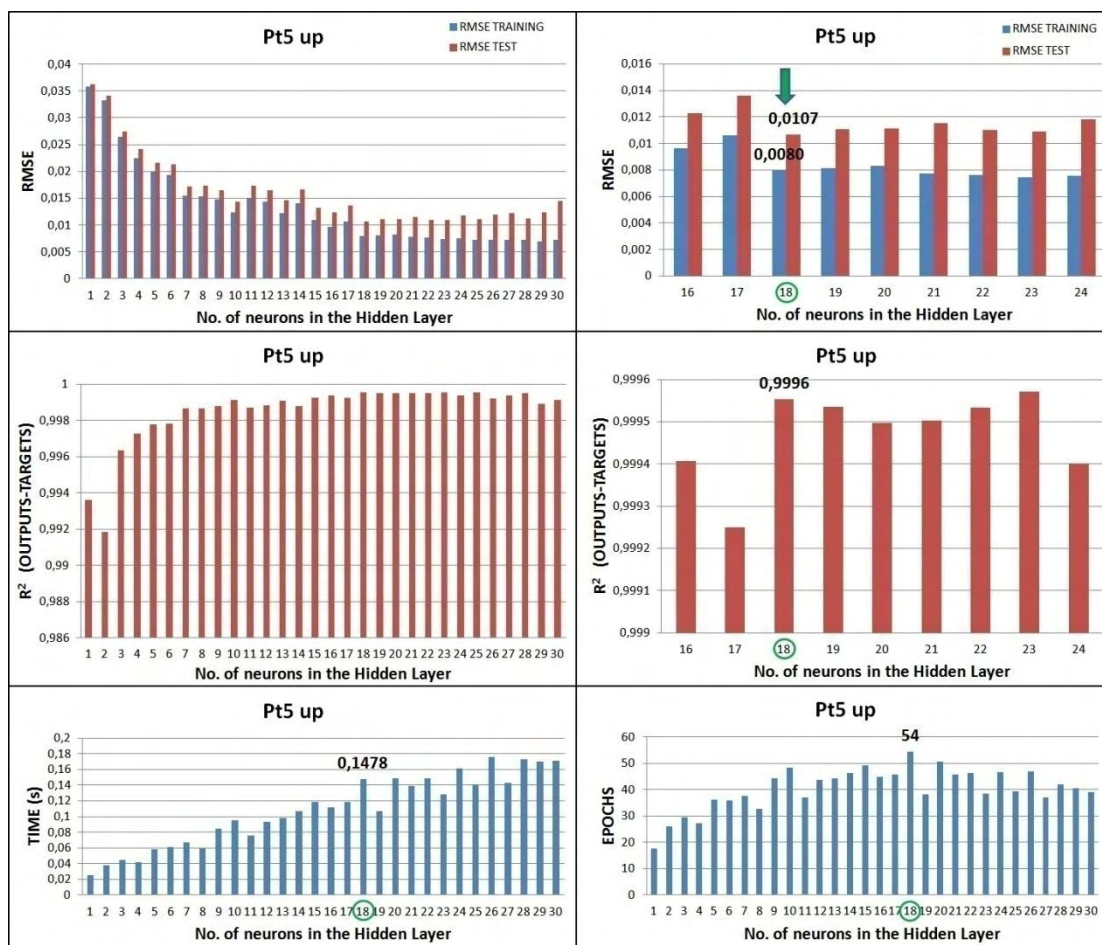 Pt5 up
RMSE TRAINING
RMSE TEST
0,04
0,035
0,03
0,025
0,02
0,015
0,01
0,005
0
RMSE
1 2 3 4 5 6 7 8 9 10 11 12 13 14 15 16 17 18 19 20 21 22 23 24 25 26 27 28 29 30
No. of neurons in the Hidden Layer
Pt5 up
RMSE TRAINING
RMSE TEST
0,016
0,014
0,012
0,01
0,008
0,006
0,004
0,002
0
RMSE
0,0107
0,0080
16 17 18 19 20 21 22 23 24
No. of neurons in the Hidden Layer
Pt5 up
1
0,998
0,996
0,994
0,992
0,99
0,988
0,986
R² (OUTPUTS-TARGETS)
1 2 3 4 5 6 7 8 9 10 11 12 13 14 15 16 17 18 19 20 21 22 23 24 25 26 27 28 29 30
No. of neurons in the Hidden Layer
Pt5 up
0,9996
0,9996
0,9995
0,9994
0,9993
0,9992
0,9991
0,999
R² (OUTPUTS-TARGETS)
16 17 18 19 20 21 22 23 24
No. of neurons in the Hidden Layer
Pt5 up
0,1478
0,2
0,18
0,16
0,14
0,12
0,1
0,08
0,06
0,04
0,02
0
TIME (s)
1 2 3 4 5 6 7 8 9 10 11 12 13 14 15 16 17 18 19 20 21 22 23 24 25 26 27 28 29 30
No. of neurons in the Hidden Layer
Pt5 up
54
60
50
40
30
20
10
0
EPOCHS
1 2 3 4 5 6 7 8 9 10 11 12 13 14 15 16 17 18 19 20 21 22 23 24 25 26 27 28 29 30
No. of neurons in the Hidden Layer